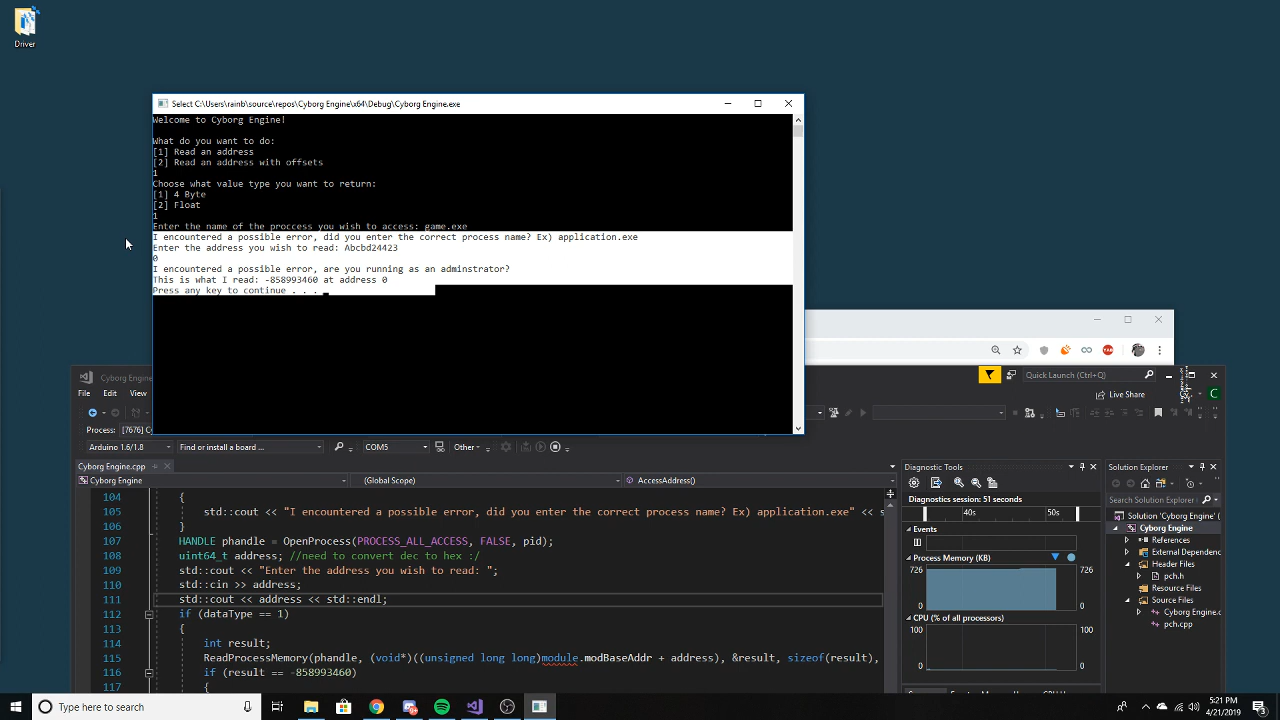 Driver
Select C:\Users\rainb\source\repos\Cyborg Engine\x64\Debug\Cyborg Engine.exe
Welcome to Cyborg Engine!
What do you want to do:
[1] Read an address
[2] Read an address with offsets
1
Choose what value type you want to return:
[1] 4 Byte
[2] Float
1
Enter the name of the proccess you wish to access: game.exe
I encountered a possible error, did you enter the correct process name? Ex) application.exe
Enter the address you wish to read: Abcbd24423
0
I encountered a possible error, are you running as an adminstrator?
This is what I read: -858993460 at address 0
Press any key to continue . . .
Cyborg Engine
Quick Launch (Ctrl+Q)
File Edit View
Live Share
C
Process: [7676] C
Arduino 1.6/1.8 Find or install a board ... COM5 Other
Cyborg Engine.cpp
Cyborg Engine (Global Scope) AccessAddress()
104 {
105 std::cout << "I encountered a possible error, did you enter the correct process name? Ex) application.exe" << s
106 }
107 HANDLE phandle = OpenProcess(PROCESS_ALL_ACCESS, FALSE, pid);
108 uint64_t address; //need to convert dec to hex :/
109 std::cout << "Enter the address you wish to read: ";
110 std::cin >> address;
111 std::cout << address << std::endl;
112 if (dataType == 1)
113 {
114 int result;
115 ReadProcessMemory(phandle, (void*)((unsigned long long)module.modBaseAddr + address), &result, sizeof(result),
116 if (result == -858993460)
117 {
Diagnostic Tools
Diagnostics session: 51 seconds
40s 50s
Events
Process Memory (KB)
726 726
0 0
CPU (% of all processors)
100 100
0 0
Solution Explorer
Search Solution Explorer
Solution 'Cyborg Engine'
Cyborg Engine
References
External Dependenc
Header Files
pch.h
Resource Files
Source Files
Cyborg Engine.c
pch.cpp
Type here to search
5:21 PM
4/21/2019